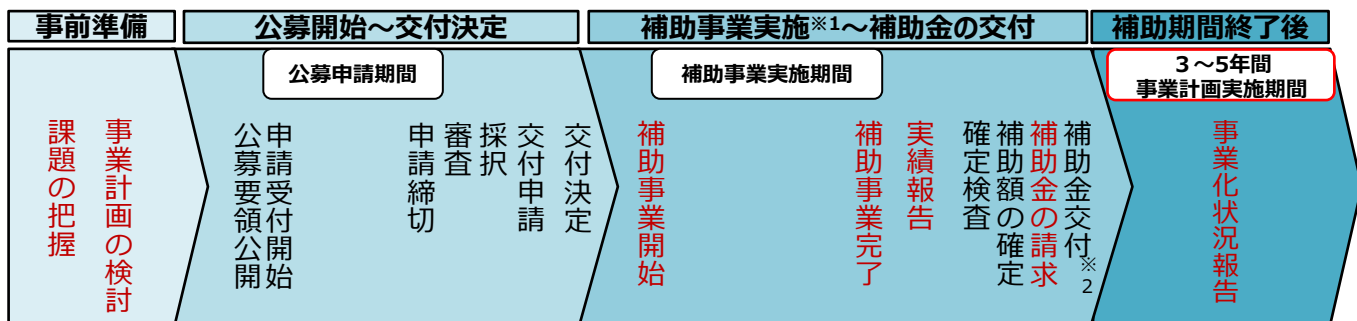 事前準備
公募開始～交付決定
補助事業実施※1～補助金の交付
補助期間終了後
公募申請期間
補助事業実施期間
３～5年間
事業計画実施期間
課題の把握
事業計画の検討
公募要領公開
申請受付開始
申請締切
審査
採択
交付申請
交付決定
補助事業開始
補助事業完了
実績報告
確定検査
補助額の確定
補助金の請求
補助金交付※2
事業化状況報告